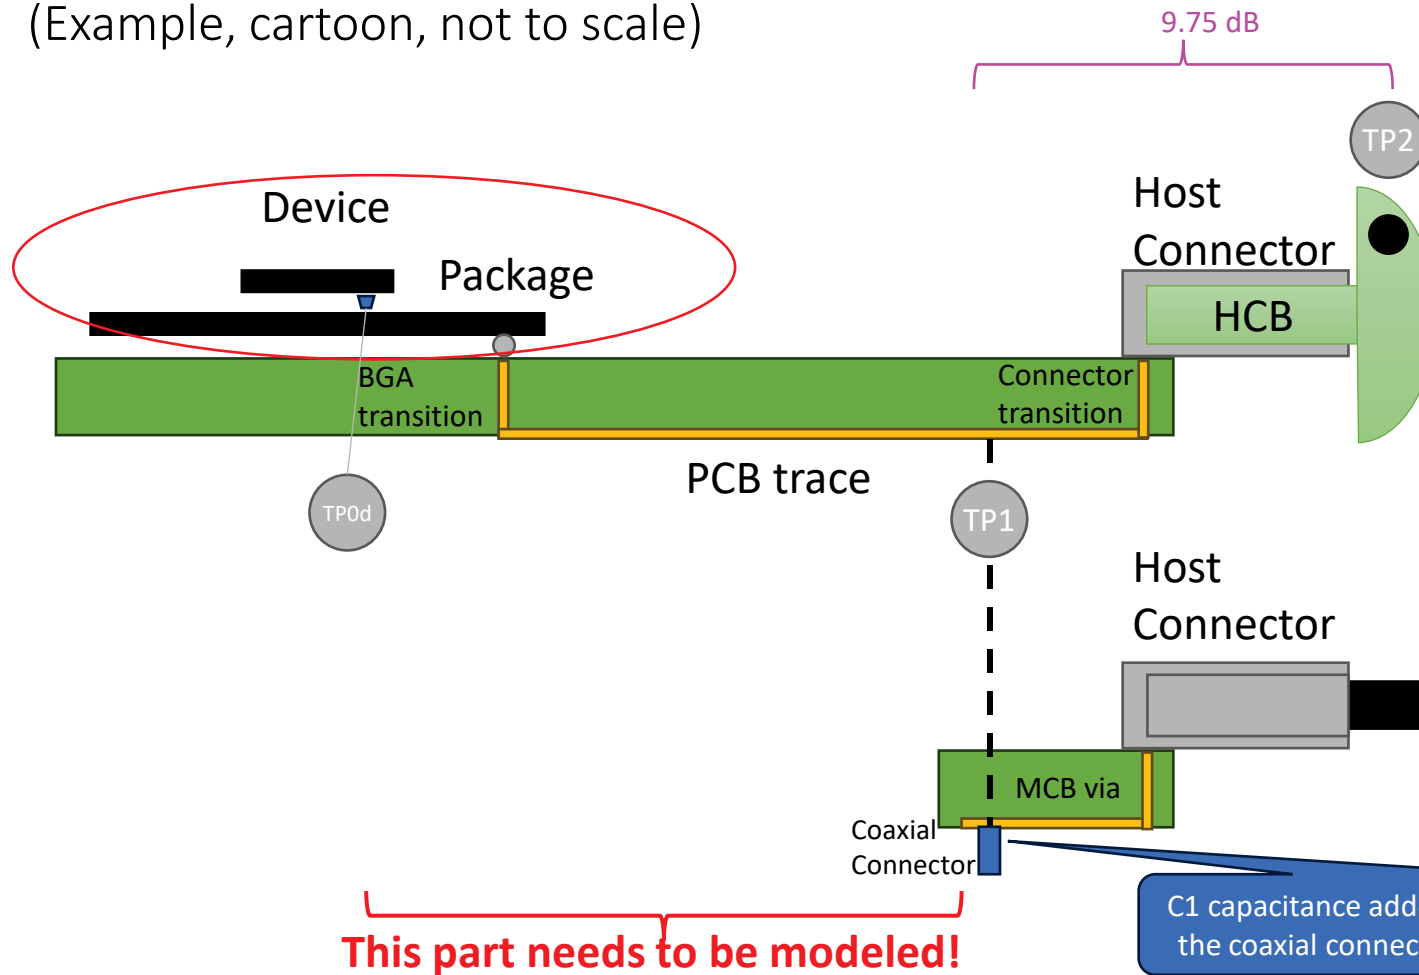 (Example, cartoon, not to scale)
9.75 dB
TP2
Device
Package
Host
Connector
HCB
BGA
transition
Connector
transition
PCB trace
TP0d
TP1
Host
Connector
MCB via
Coaxial
Connector
C1 capacitance add
the coaxial connec
This part needs to be modeled!